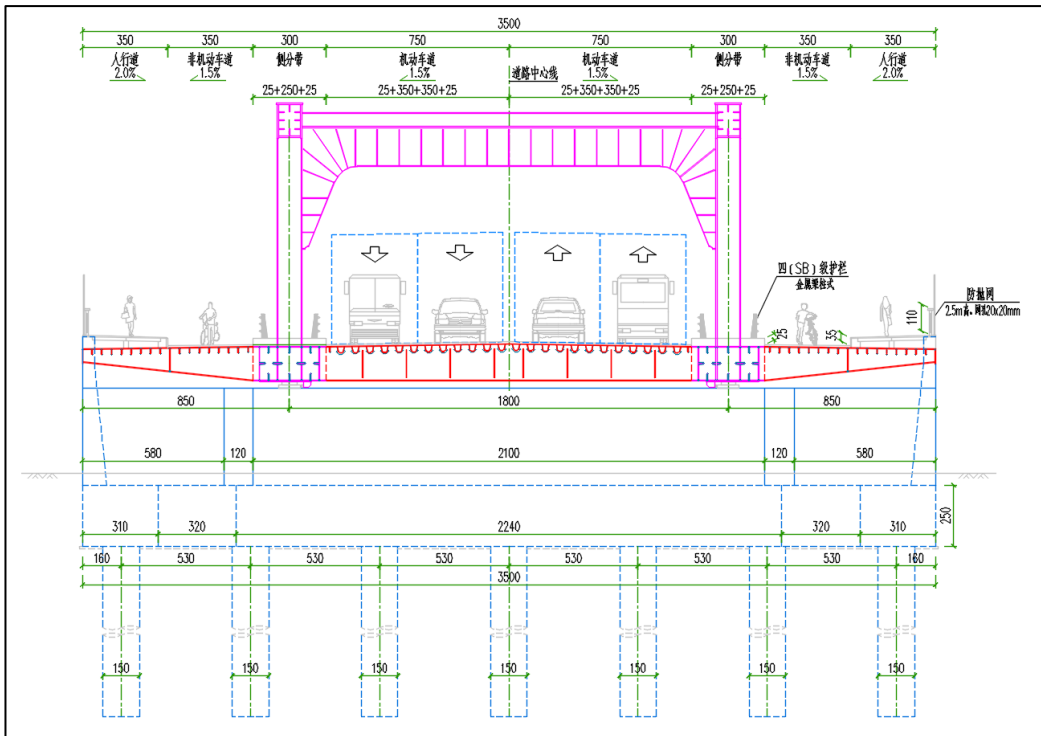 3500
350 350 300 750 750 300 350 350
人行道 非机动车道 侧分带 机动车道 机动车道 侧分带 非机动车道 人行道
2.0% 1.5% 1.5% 道路中心线 1.5% 1.5% 2.0%
25+250+25 25+350+350+25 25+350+350+25 25+250+25
四(SB)级护栏
金属梁柱式
防抛网
2.5m高,网孔20x20mm
110
25
35
850 1800 850
580 120 2100 120 580
250
310 320 2240 320 310
160 530 530 530 530 530 530 160
3500
150 150 150 150 150 150 150